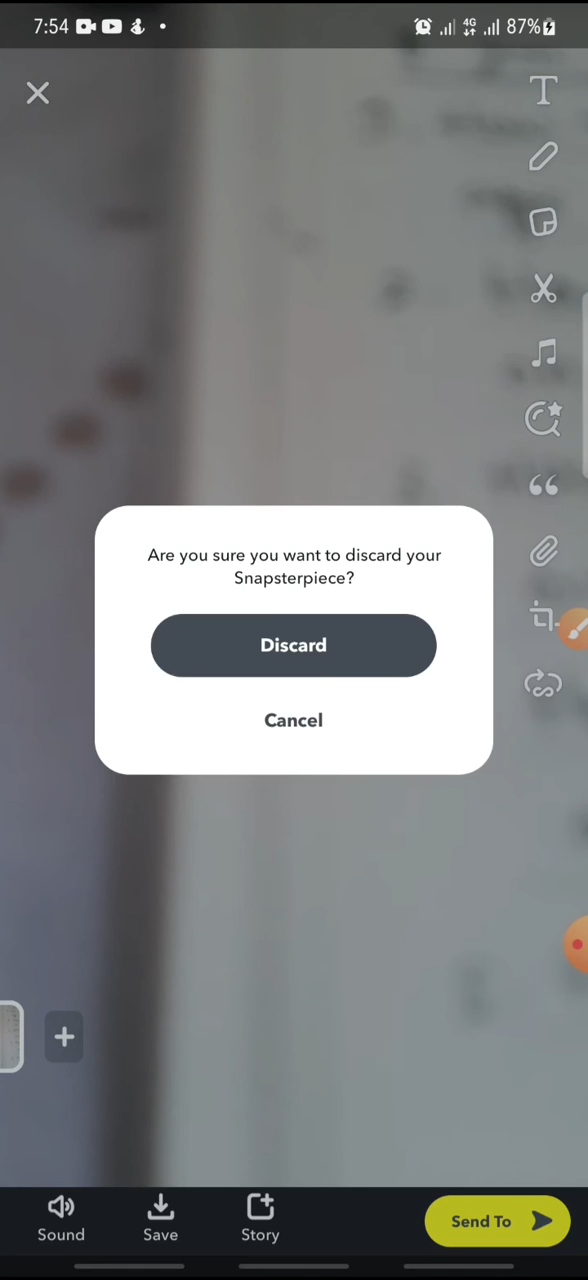 7:54
4G
87%
T
Are you sure you want to discard your
Snapsterpiece?
Discard
Cancel
Sound
Save
Story
Send To